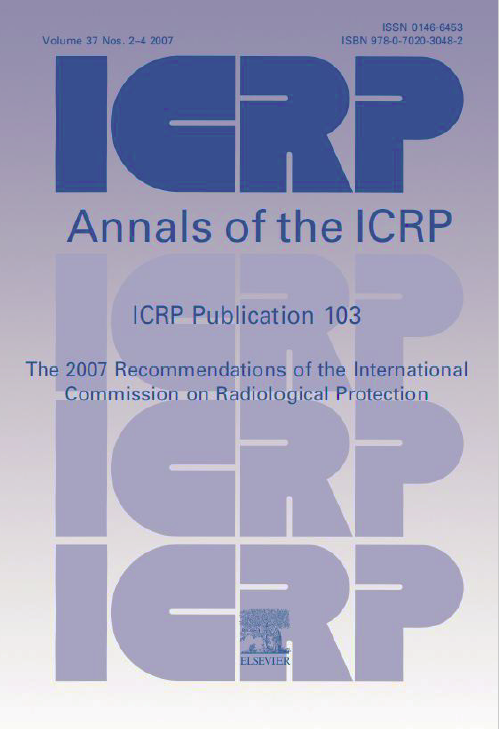 ISSN 0146-6453
Volume 37 Nos. 2–4 2007
ISBN 978-0-7020-3048-2
ICRP
Annals of the ICRP
ICRP
ICRP Publication 103
The 2007 Recommendations of the International
Commission on Radiological Protection
ICRP
ICRP
ELSEVIER